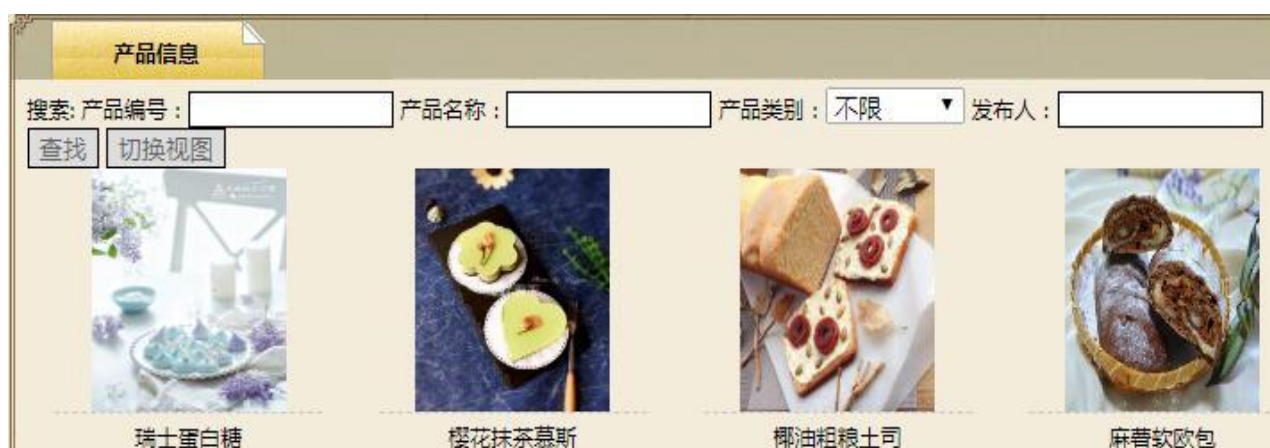 产品信息
搜索: 产品编号： 产品名称： 产品类别：不限 发布人：
查找 切换视图
瑞士蛋白糖 樱花抹茶慕斯 椰油粗粮土司 麻薯软欧包